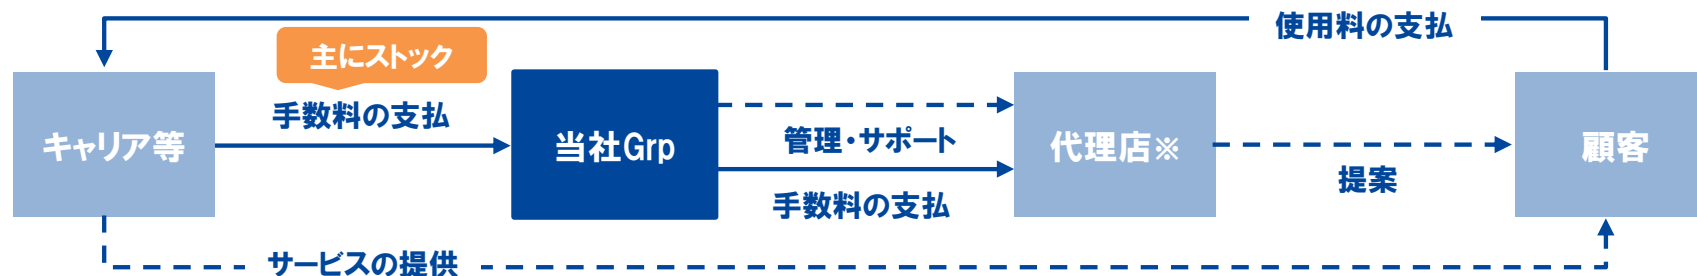 使用料の支払
主にストック
手数料の支払
キャリア等
当社Grp
管理・サポート
手数料の支払
代理店※
提案
顧客
サービスの提供